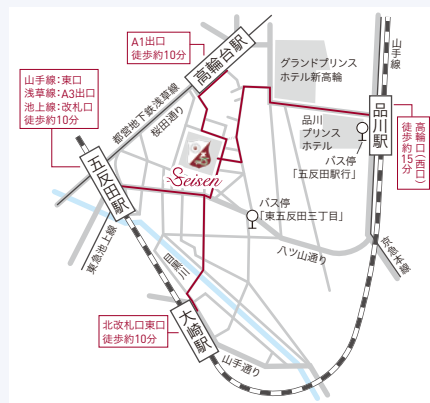 A1出口
徒歩約10分
高輪台駅
山手線:東口
浅草線:A3出口
池上線:改札口
徒歩約10分
都営地下鉄浅草線
桜田通り
グランドプリンス
ホテル新高輪
山手線
品川駅
品川
プリンス
ホテル
高輪口(西口)
徒歩約15分
バス停
「五反田駅行」
Seisen
五反田駅
バス停
「東五反田三丁目」
東急池上線
目黒川
八ツ山通り
京急本線
北改札口東口
徒歩約10分
大崎駅
山手通り